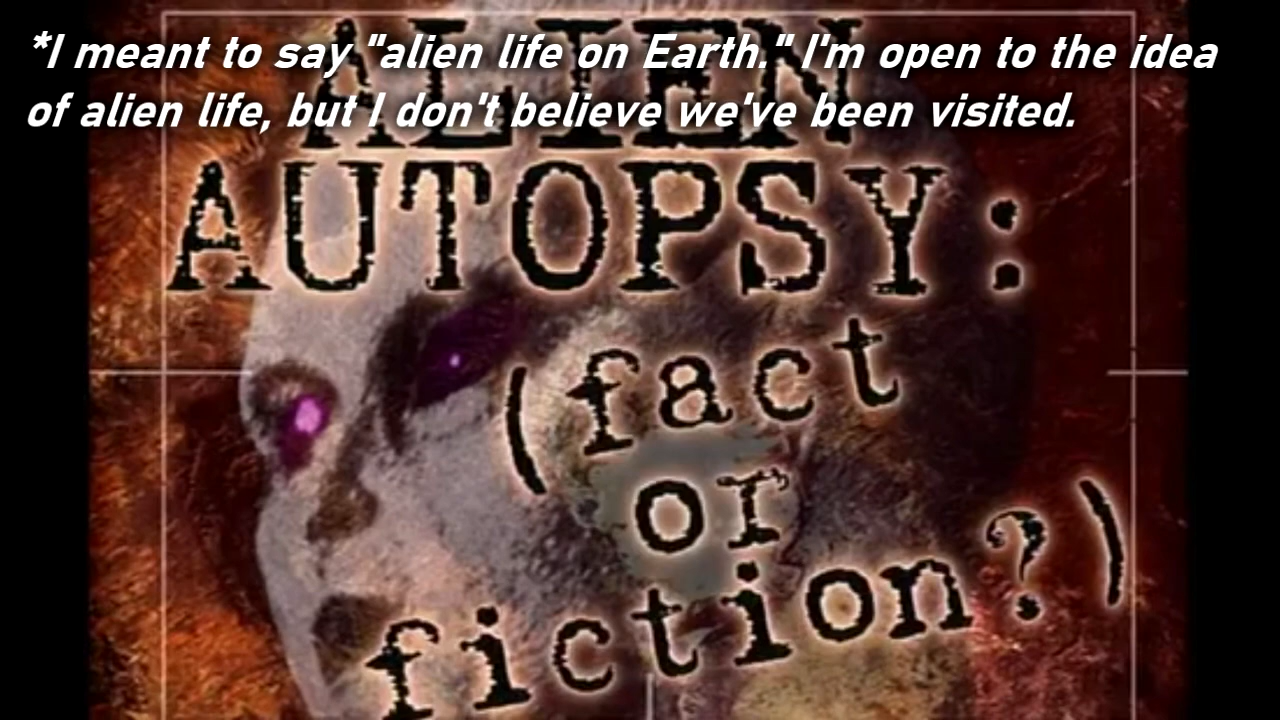 *I meant to say "alien life on Earth." I'm open to the idea
of alien life, but I don't believe we've been visited.
ALIEN
AUTOPSY:
(fact
or
fiction?)